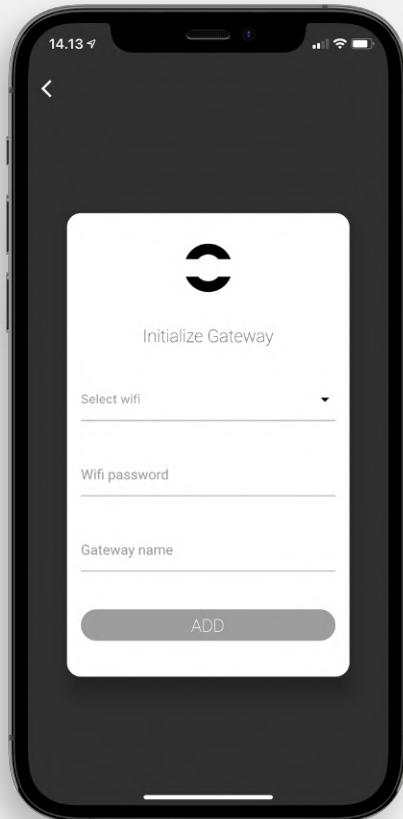 14.13
Initialize Gateway
Select wifi
Wifi password
Gateway name
ADD